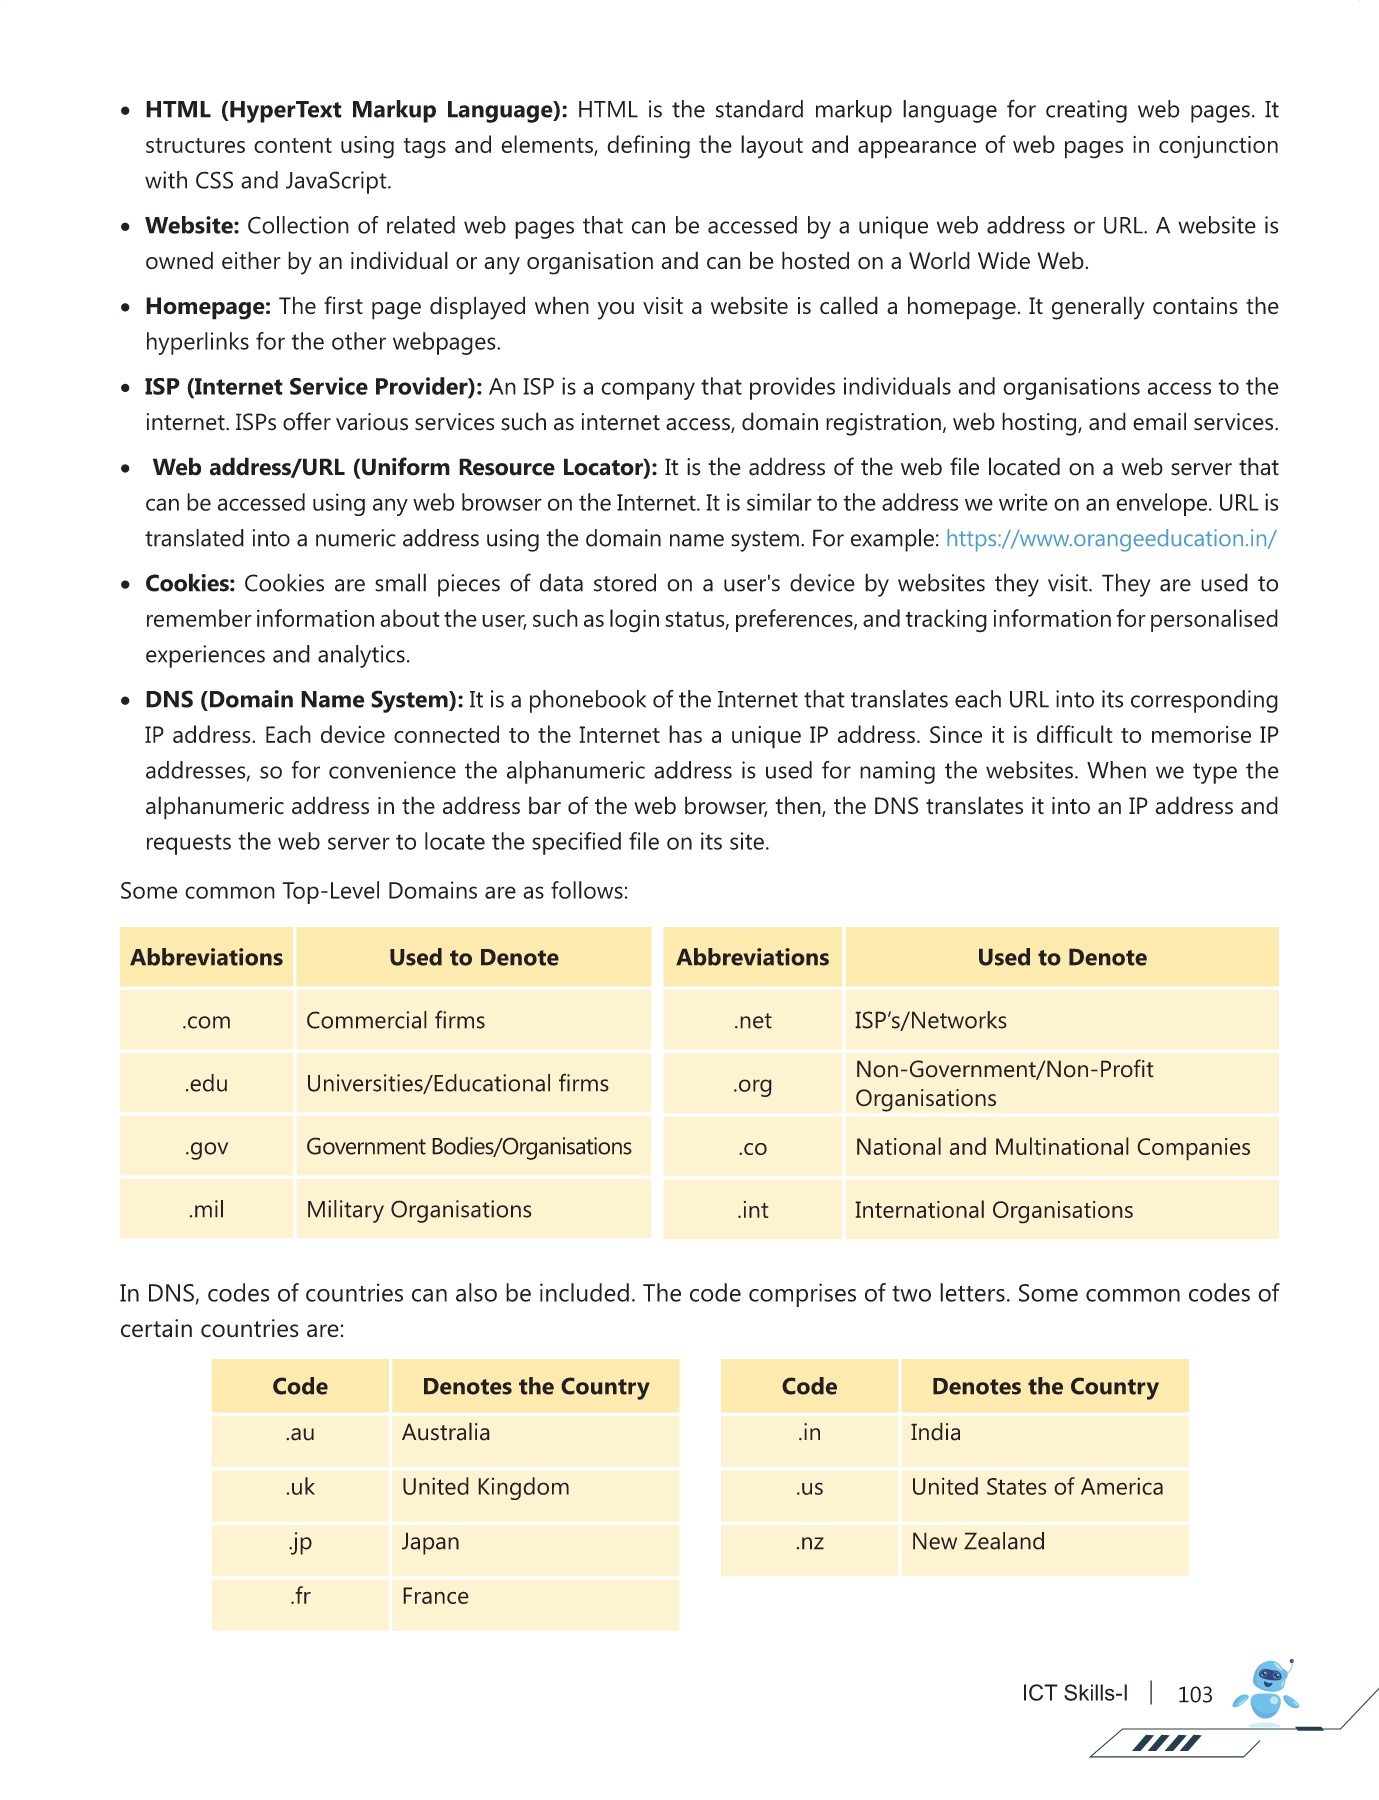 • HTML (HyperText Markup Language): HTML is the standard markup language for creating web pages. It
structures content using tags and elements, defining the layout and appearance of web pages in conjunction
with CSS and JavaScript.
• Website: Collection of related web pages that can be accessed by a unique web address or URL. A website is
owned either by an individual or any organisation and can be hosted on a World Wide Web.
• Homepage: The first page displayed when you visit a website is called a homepage. It generally contains the
hyperlinks for the other webpages.
• ISP (Internet Service Provider): An ISP is a company that provides individuals and organisations access to the
internet. ISPs offer various services such as internet access, domain registration, web hosting, and email services.
• Web address/URL (Uniform Resource Locator): It is the address of the web file located on a web server that
can be accessed using any web browser on the Internet. It is similar to the address we write on an envelope. URL is
translated into a numeric address using the domain name system. For example: https://www.orangeeducation.in/
• Cookies: Cookies are small pieces of data stored on a user's device by websites they visit. They are used to
remember information about the user, such as login status, preferences, and tracking information for personalised
experiences and analytics.
• DNS (Domain Name System): It is a phonebook of the Internet that translates each URL into its corresponding
IP address. Each device connected to the Internet has a unique IP address. Since it is difficult to memorise IP
addresses, so for convenience the alphanumeric address is used for naming the websites. When we type the
alphanumeric address in the address bar of the web browser, then, the DNS translates it into an IP address and
requests the web server to locate the specified file on its site.
Some common Top-Level Domains are as follows:
Abbreviations Used to Denote Abbreviations Used to Denote
.com Commercial firms .net ISP's/Networks
.edu Universities/Educational firms .org Non-Government/Non-Profit
Organisations
.gov Government Bodies/Organisations .co National and Multinational Companies
.mil Military Organisations .int International Organisations
In DNS, codes of countries can also be included. The code comprises of two letters. Some common codes of
certain countries are:
Code Denotes the Country Code Denotes the Country
.au Australia .in India
.uk United Kingdom .us United States of America
.jp Japan .nz New Zealand
.fr France
ICT Skills-I 103